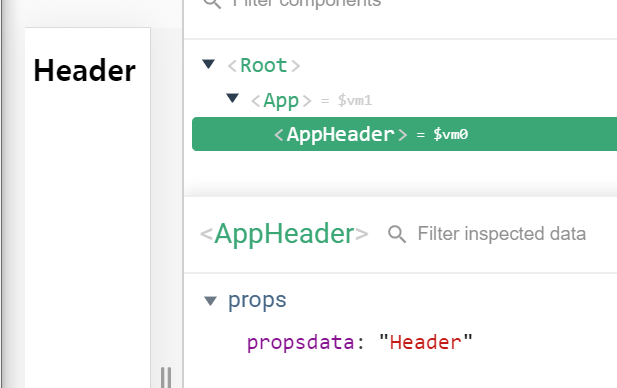 Filter components
Header
<Root>
<App> = $vm1
<AppHeader> = $vm0
<AppHeader>
Filter inspected data
props
propsdata: "Header"